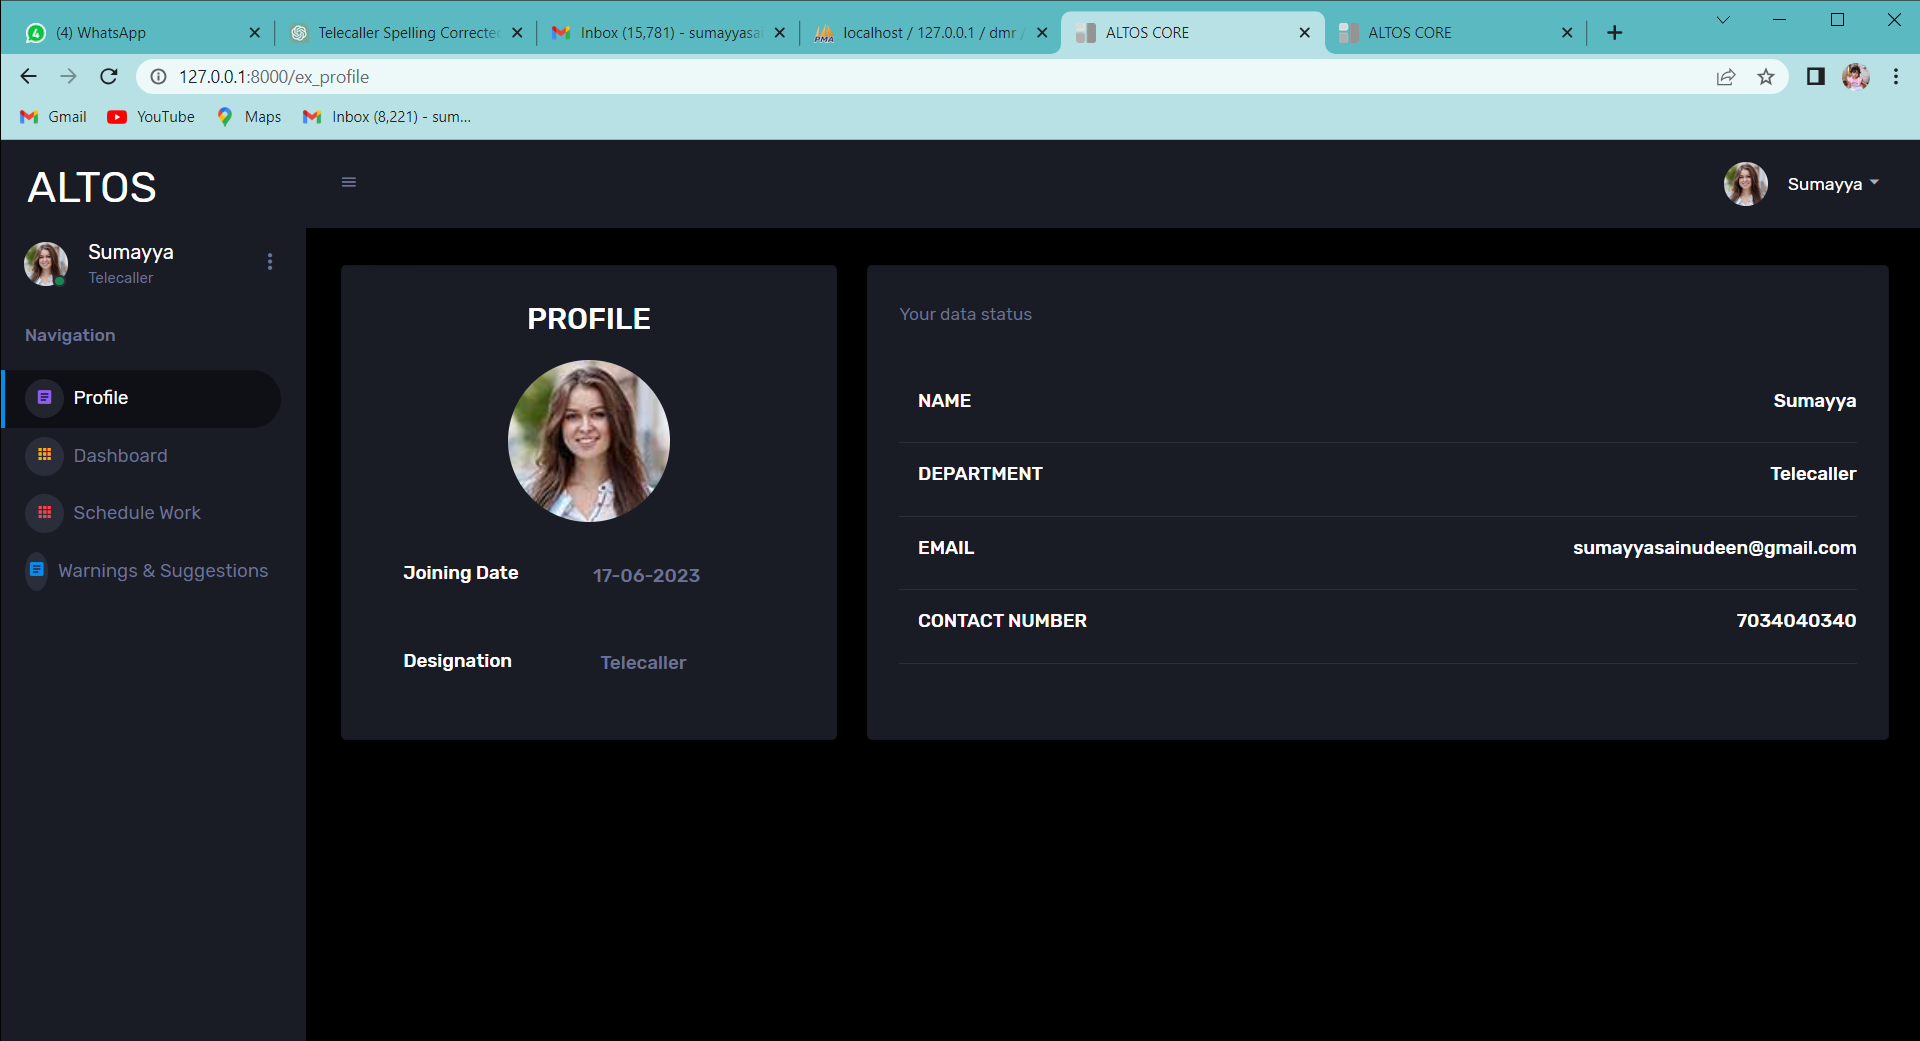 (4) WhatsApp
Telecaller Spelling Corrected
Inbox (15,781) - sumayyasai
localhost / 127.0.0.1 / dmr /
ALTOS CORE
ALTOS CORE
127.0.0.1:8000/ex_profile
Gmail
YouTube
Maps
Inbox (8,221) - sum...
ALTOS
Sumayya
Sumayya
Telecaller
Navigation
Profile
Dashboard
Schedule Work
Warnings & Suggestions
PROFILE
Joining Date 17-06-2023
Designation Telecaller
Your data status
NAME Sumayya
DEPARTMENT Telecaller
EMAIL sumayyasainudeen@gmail.com
CONTACT NUMBER 7034040340